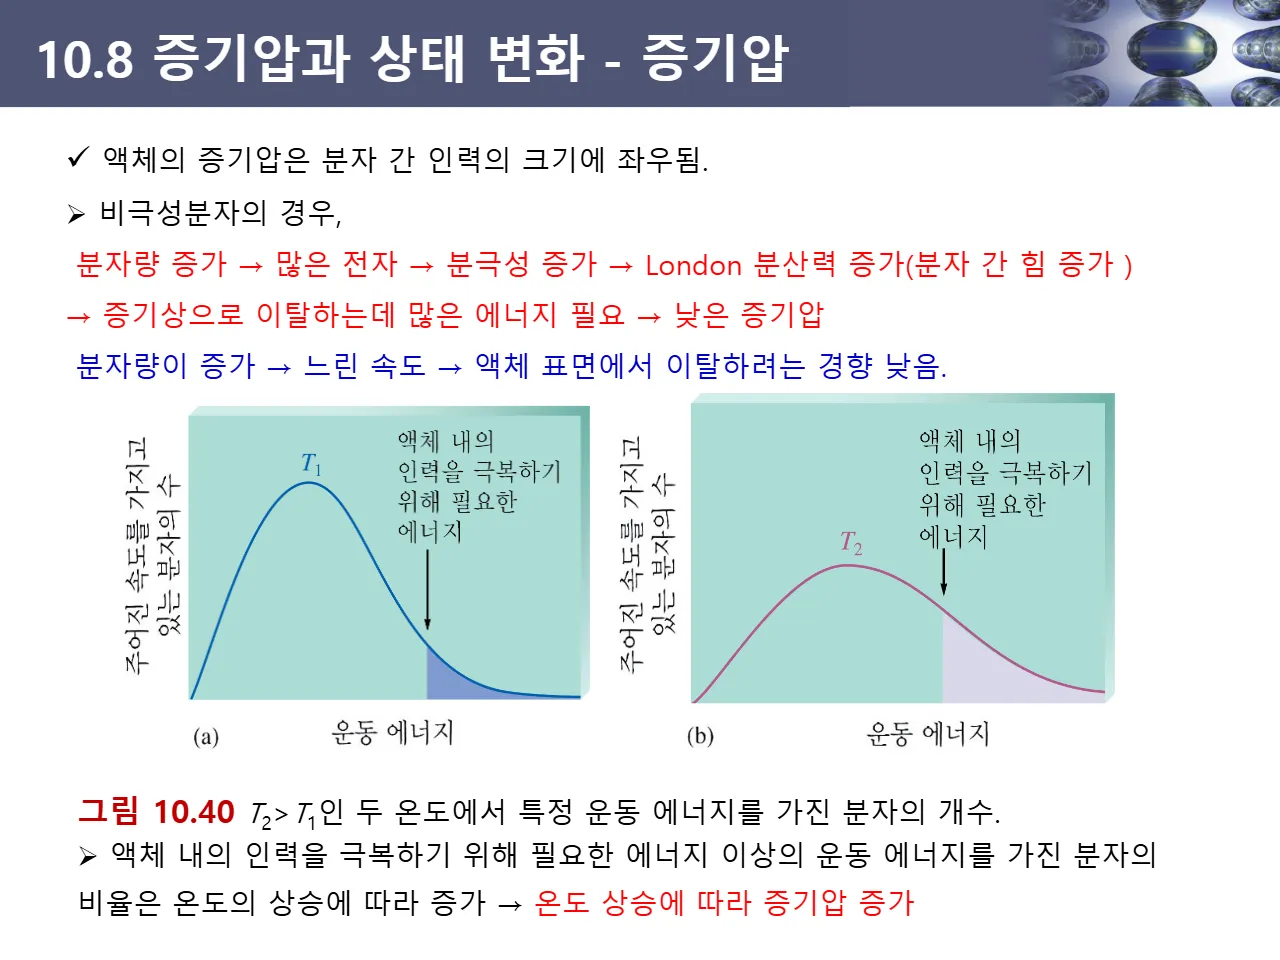 10.8 증기압과 상태 변화 - 증기압
✓ 액체의 증기압은 분자 간 인력의 크기에 좌우됨.
➢ 비극성분자의 경우,
분자량 증가 → 많은 전자 → 분극성 증가 → London 분산력 증가(분자 간 힘 증가 )
→ 증기상으로 이탈하는데 많은 에너지 필요 → 낮은 증기압
분자량이 증가 → 느린 속도 → 액체 표면에서 이탈하려는 경향 낮음.
주어진 속도를 가지고
있는 분자의 수
T1
액체 내의
인력을 극복하기
위해 필요한
에너지
(a)
운동 에너지
주어진 속도를 가지고
있는 분자의 수
T2
액체 내의
인력을 극복하기
위해 필요한
에너지
(b)
운동 에너지
그림 10.40 T2> T1인 두 온도에서 특정 운동 에너지를 가진 분자의 개수.
➢ 액체 내의 인력을 극복하기 위해 필요한 에너지 이상의 운동 에너지를 가진 분자의
비율은 온도의 상승에 따라 증가 → 온도 상승에 따라 증기압 증가